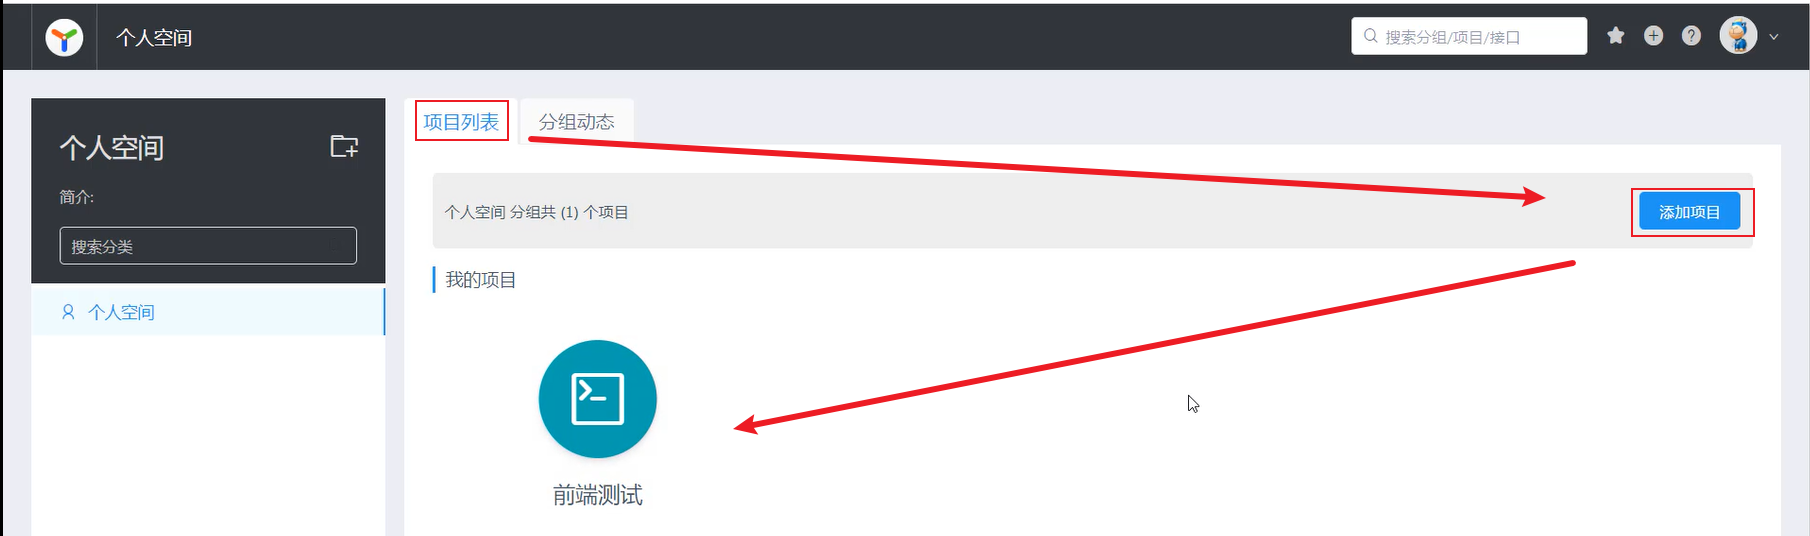 个人空间
搜索分组/项目/接口
个人空间
简介:
搜索分类
个人空间
项目列表
分组动态
个人空间 分组共 (1) 个项目
添加项目
我的项目
前端测试